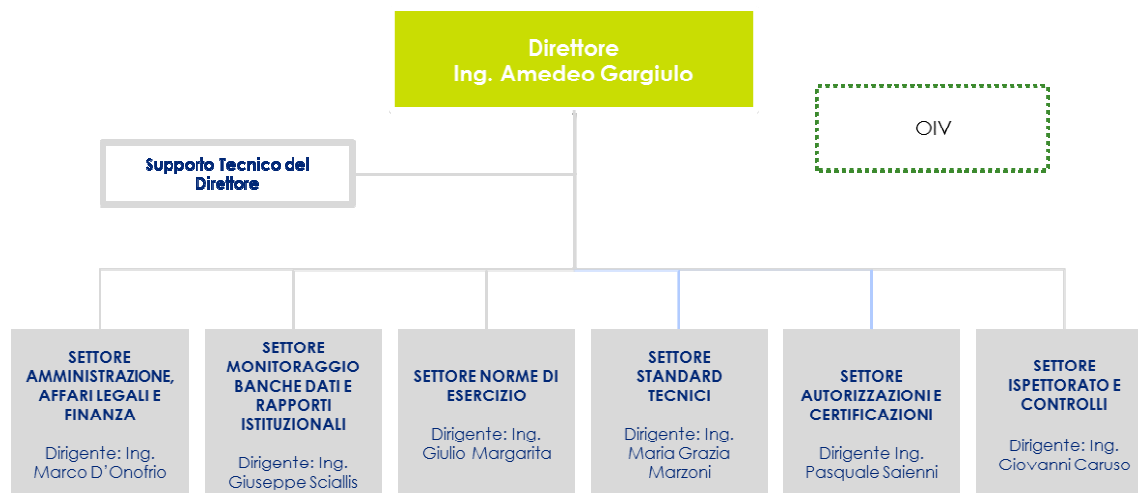 Direttore
Ing. Amedeo Gargiulo
OIV
Supporto Tecnico del
Direttore
SETTORE
AMMINISTRAZIONE,
AFFARI LEGALI E
FINANZA
Dirigente: Ing.
Marco D'Onofrio
SETTORE
MONITORAGGIO
BANCHE DATI E
RAPPORTI
ISTITUZIONALI
Dirigente: Ing.
Giuseppe Sciallis
SETTORE NORME DI
ESERCIZIO
Dirigente: Ing.
Giulio Margarita
SETTORE
STANDARD
TECNICI
Dirigente: Ing.
Maria Grazia
Marzoni
SETTORE
AUTORIZZAZIONI E
CERTIFICAZIONI
Dirigente Ing.
Pasquale Saienni
SETTORE
ISPETTORATO E
CONTROLLI
Dirigente: Ing.
Giovanni Caruso